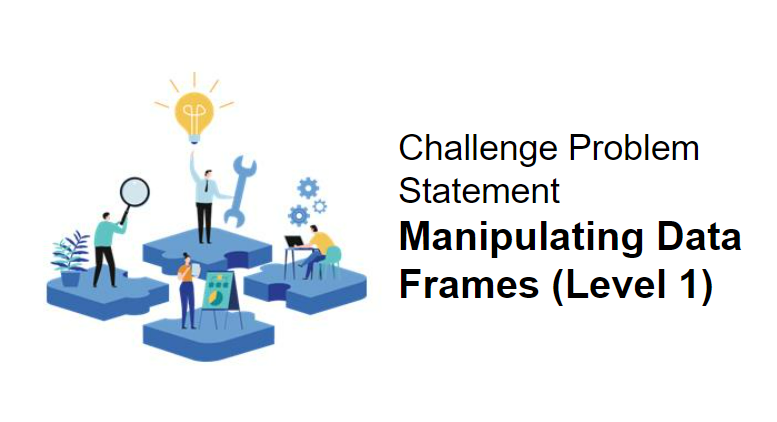 Challenge Problem
Statement
Manipulating Data
Frames (Level 1)